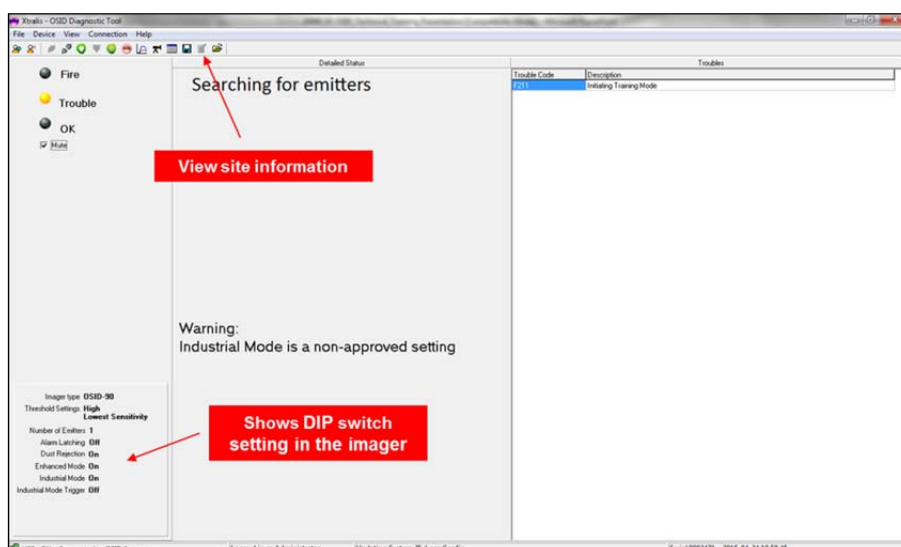 Xtralis - OSID Diagnostic Tool
File Device View Connection Help
Detailed Status
Troubles
Fire
Trouble
OK
Mute
Searching for emitters
Trouble Code Description
F211 Initiating Training Mode
View site information
Warning:
Industrial Mode is a non-approved setting
Imager type OSID-90
Threshold Settings High
Lowest Sensitivity
Number of Emitters 1
Alarm Latching Off
Dust Rejection On
Enhanced Mode On
Industrial Mode On
Industrial Mode Trigger Off
Shows DIP switch
setting in the imager